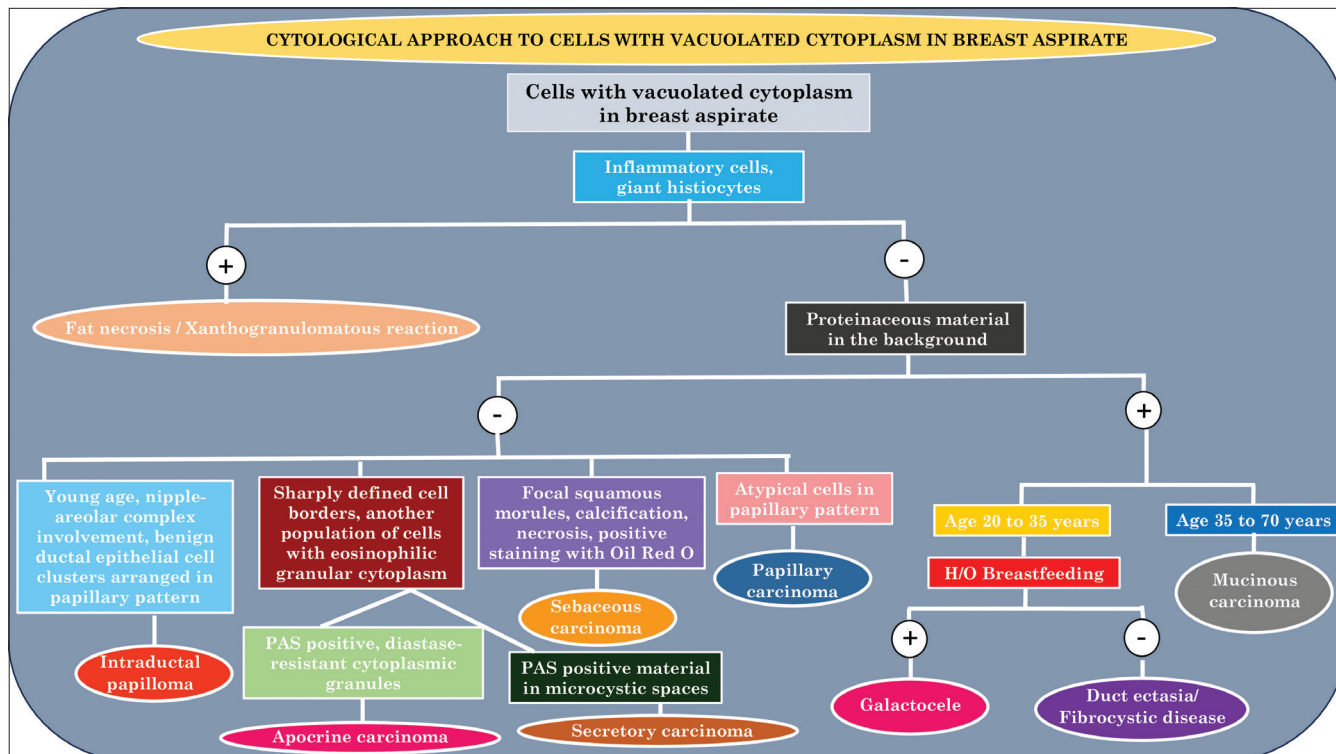 CYTOLOGICAL APPROACH TO CELLS WITH VACUOLATED CYTOPLASM IN BREAST ASPIRATE
Cells with vacuolated cytoplasm
in breast aspirate
Inflammatory cells,
giant histiocytes
+
-
Fat necrosis / Xanthogranulomatous reaction
Proteinaceous material
in the background
-
+
Young age, nipple-
areolar complex
involvement, benign
ductal epithelial cell
clusters arranged in
papillary pattern
Sharply defined cell
borders, another
population of cells
with eosinophilic
granular cytoplasm
Focal squamous
morules, calcification,
necrosis, positive
staining with Oil Red O
Atypical cells in
papillary pattern
Age 20 to 35 years
Age 35 to 70 years
Papillary
carcinoma
H/O Breastfeeding
Mucinous
carcinoma
Sebaceous
carcinoma
+
-
Intraductal
papilloma
PAS positive, diastase-
resistant cytoplasmic
granules
PAS positive material
in microcystic spaces
Galactocele
Duct ectasia/
Fibrocystic disease
Apocrine carcinoma
Secretory carcinoma